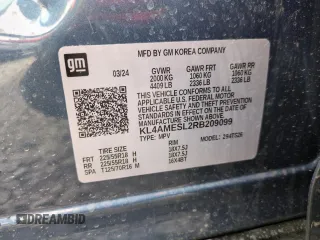 gm
MFD BY GM KOREA COMPANY
03/24
GVWR GAWR FRT GAWR RR
2000 KG 1060 KG 1060 KG
4409 LB 2336 LB 2336 LB
THIS VEHICLE CONFORMS TO ALL APPLICABLE U.S. FEDERAL MOTOR VEHICLE SAFETY, BUMPER, AND THEFT PREVENTION STANDARDS IN EFFECT ON THE DATE OF MANUFACTURE SHOWN ABOVE.
KL4AMESL2RB209099
TYPE: MPV MODEL:
TIRE RIM
FRT 225/55R18 H 18X7.5J
RR 225/55R18 H 18X7.5J
SPA T125/70R16 M 16X4BT
DREAMBID